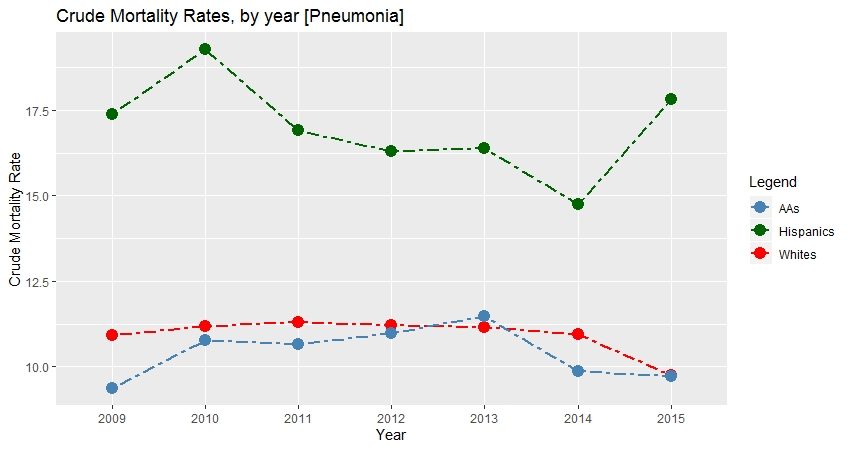 Crude Mortality Rates, by year [Pneumonia]
Crude Mortality Rate
17.5
15.0
12.5
10.0
2009 2010 2011 2012 2013 2014 2015
Year
Legend
AAs
Hispanics
Whites